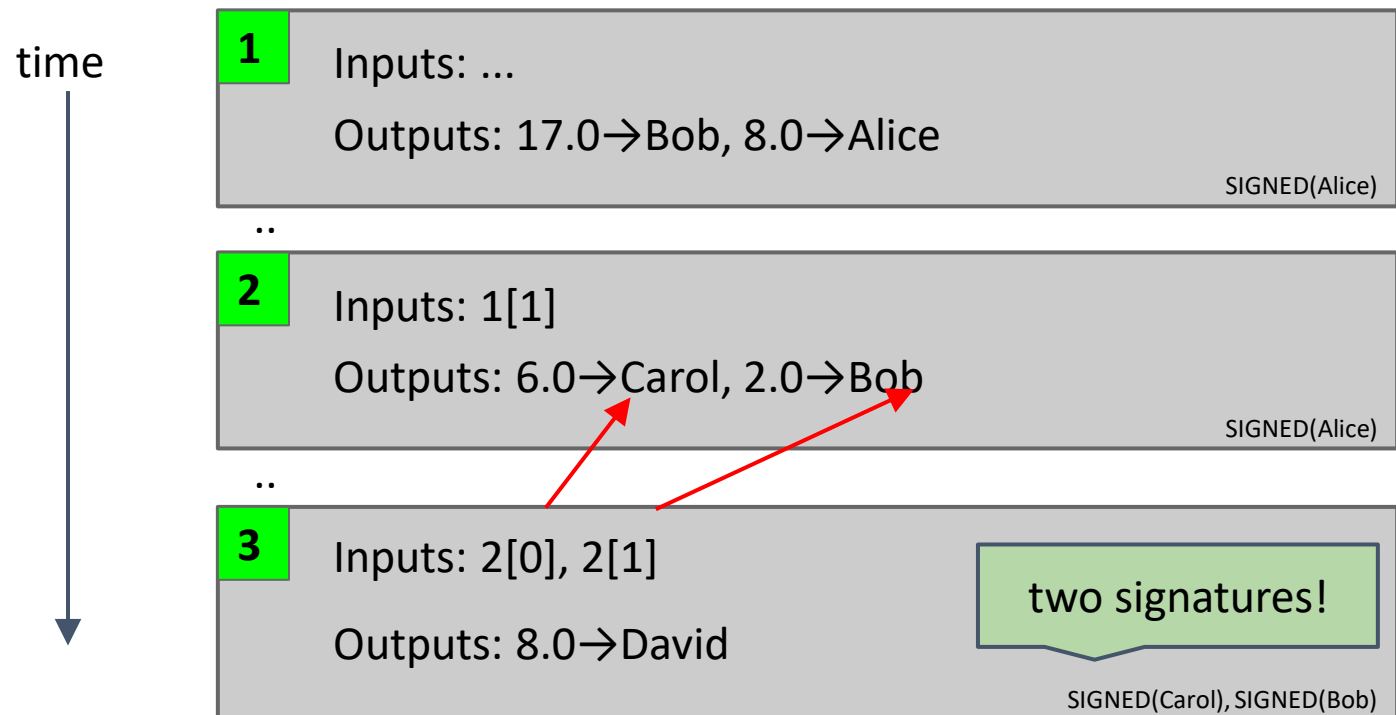 time
1
Inputs: ...
Outputs: 17.0→Bob, 8.0→Alice
SIGNED(Alice)
..
2
Inputs: 1[1]
Outputs: 6.0→Carol, 2.0→Bob
SIGNED(Alice)
..
3
Inputs: 2[0], 2[1]
two signatures!
Outputs: 8.0→David
SIGNED(Carol), SIGNED(Bob)